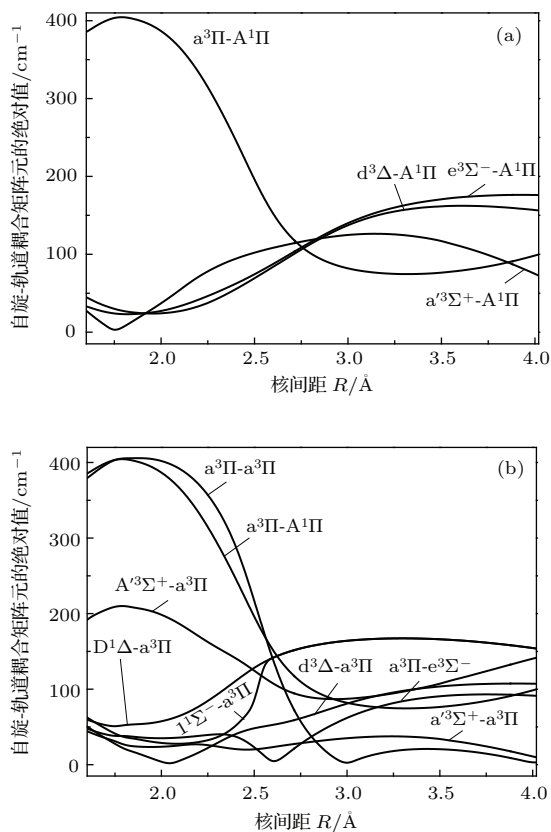 (a)
a³Π-A¹Π
d³Δ-A¹Π
e³Σ⁻-A¹Π
a′³Σ⁺-A¹Π
400
300
200
100
0
自旋-轨道耦合矩阵元的绝对值/cm⁻¹
2.0 2.5 3.0 3.5 4.0
核间距 R/Å
(b)
a³Π-a³Π
a³Π-A¹Π
A′³Σ⁺-a³Π
D¹Δ-a³Π
d³Δ-a³Π
a³Π-e³Σ⁻
1¹Σ⁻-a³Π
a′³Σ⁺-a³Π
400
300
200
100
0
自旋-轨道耦合矩阵元的绝对值/cm⁻¹
2.0 2.5 3.0 3.5 4.0
核间距 R/Å